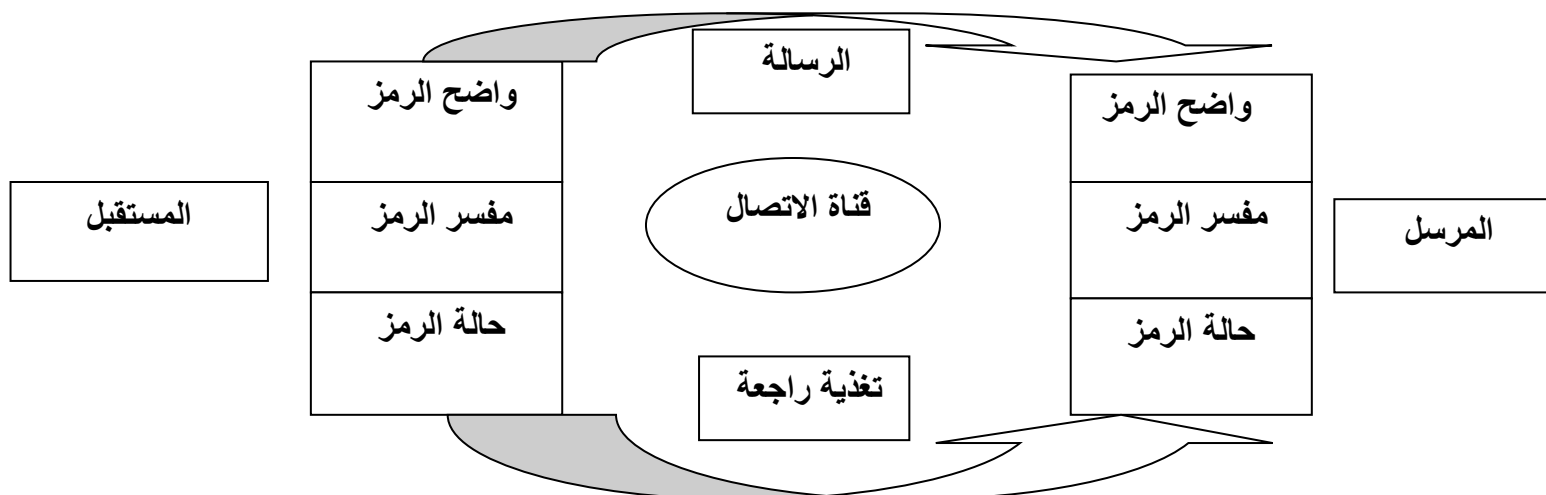 الرسالة
واضح الرمز
واضح الرمز
المرسل
مفسر الرمز
قناة الاتصال
مفسر الرمز
المستقبل
حالة الرمز
حالة الرمز
تغذية راجعة